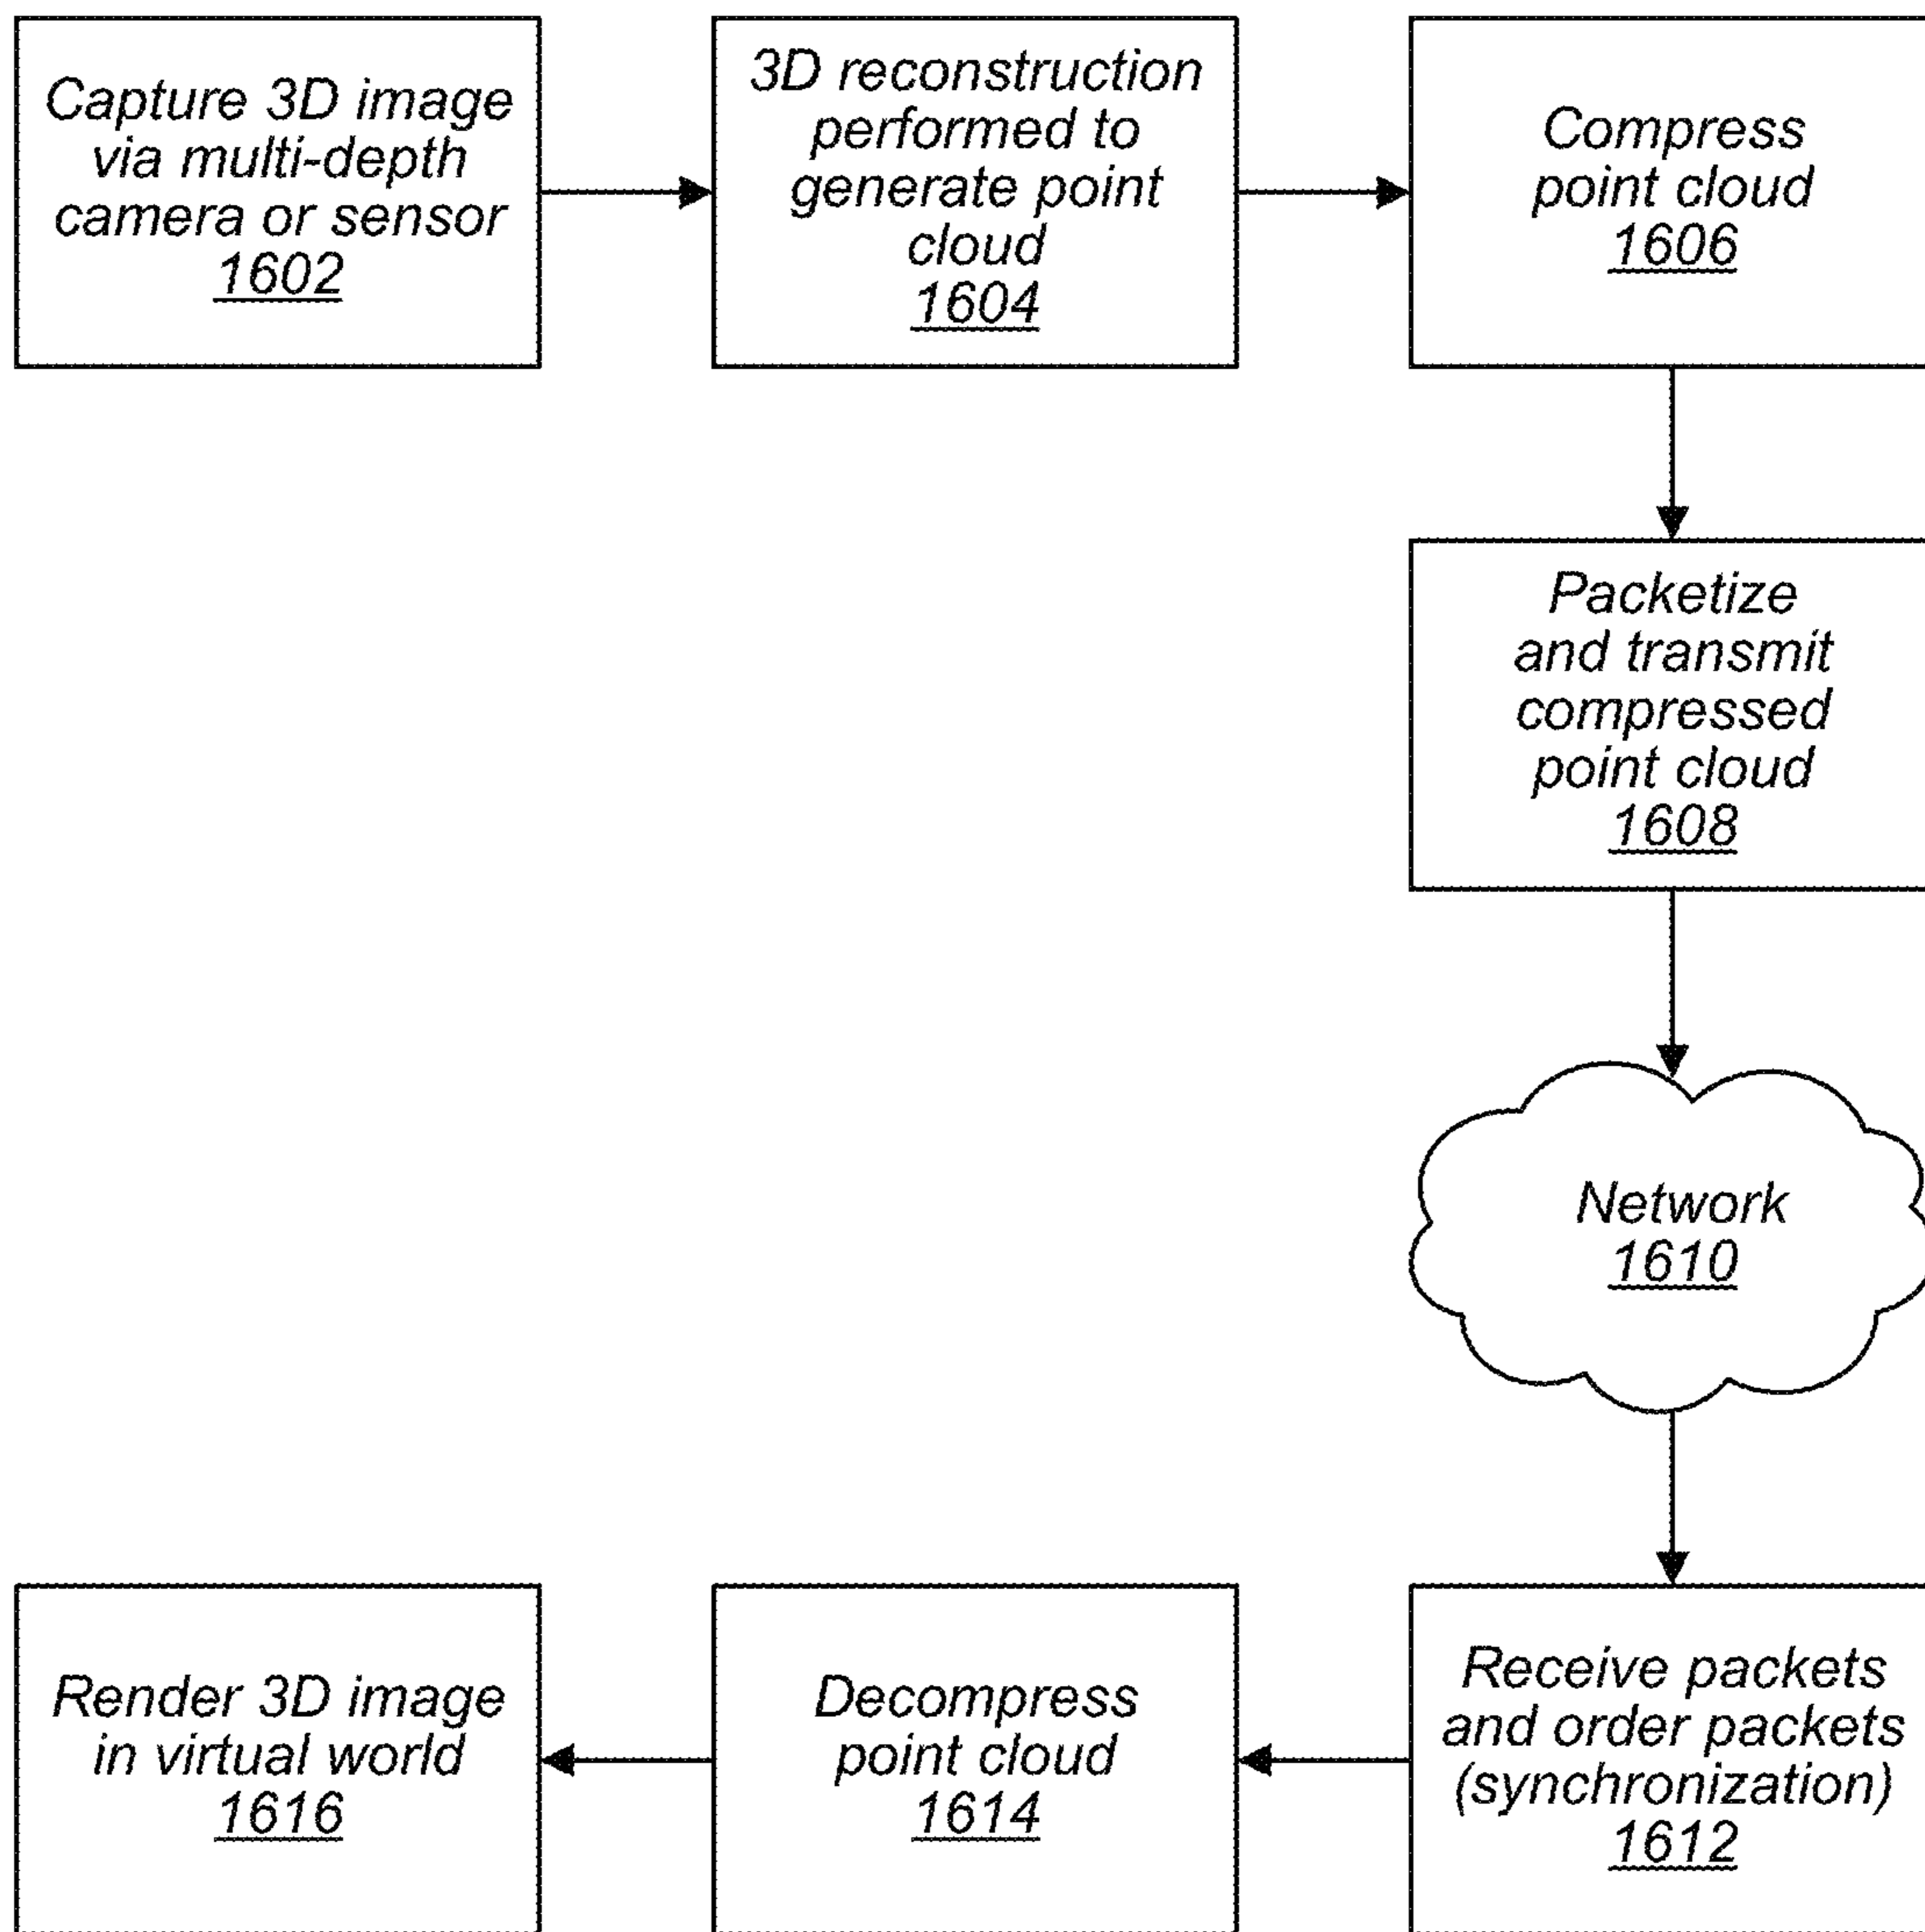 Capture 3D image
via multi-depth
camera or sensor
1602
3D reconstruction
performed to
generate point
cloud
1604
Compress
point cloud
1606
Packetize
and transmit
compressed
point cloud
1608
Network
1610
Receive packets
and order packets
(synchronization)
1612
Decompress
point cloud
1614
Render 3D image
in virtual world
1616